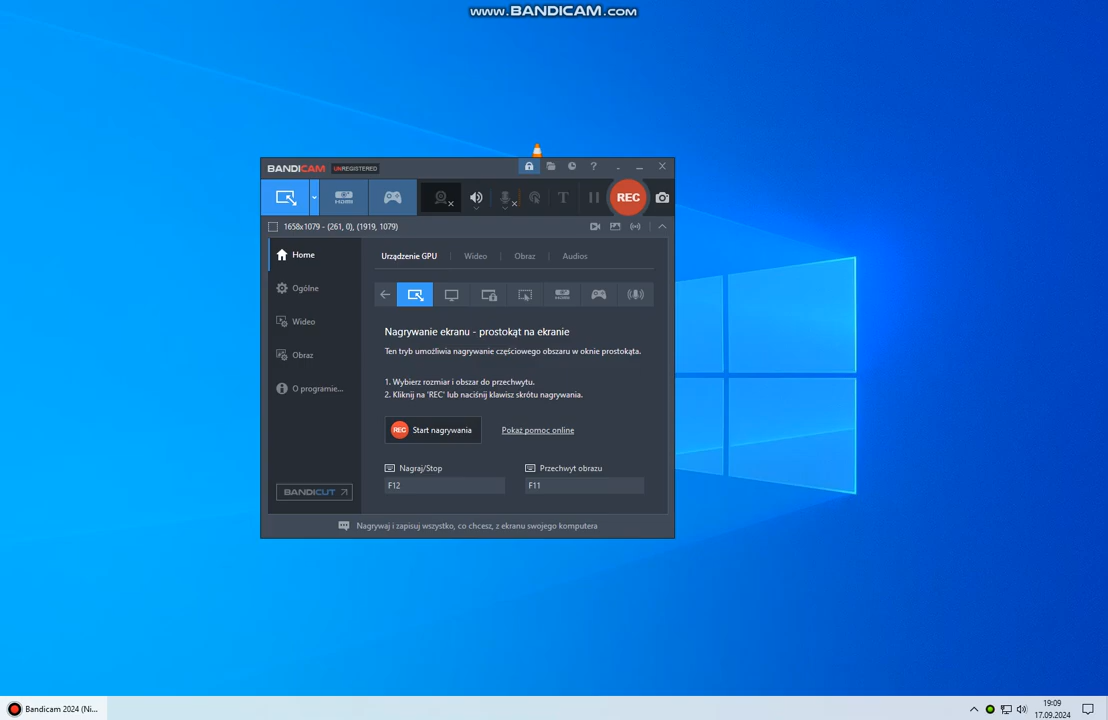 www.BANDICAM.com
BANDICAM UNREGISTERED
HDMI
T
REC
1658x1079 - (261, 0), (1919, 1079)
Home
Ogólne
Wideo
Obraz
O programie...
BANDICUT
Urządzenie GPU
Wideo
Obraz
Audios
HDMI
Nagrywanie ekranu - prostokąt na ekranie
Ten tryb umożliwia nagrywanie częściowego obszaru w oknie prostokąta.
1. Wybierz rozmiar i obszar do przechwytu.
2. Kliknij na 'REC' lub naciśnij klawisz skrótu nagrywania.
REC Start nagrywania
Pokaż pomoc online
Nagraj/Stop
Przechwyt obrazu
F12
F11
Nagrywaj i zapisuj wszystko, co chcesz, z ekranu swojego komputera
Bandicam 2024 (Ni...
19:09
17.09.2024